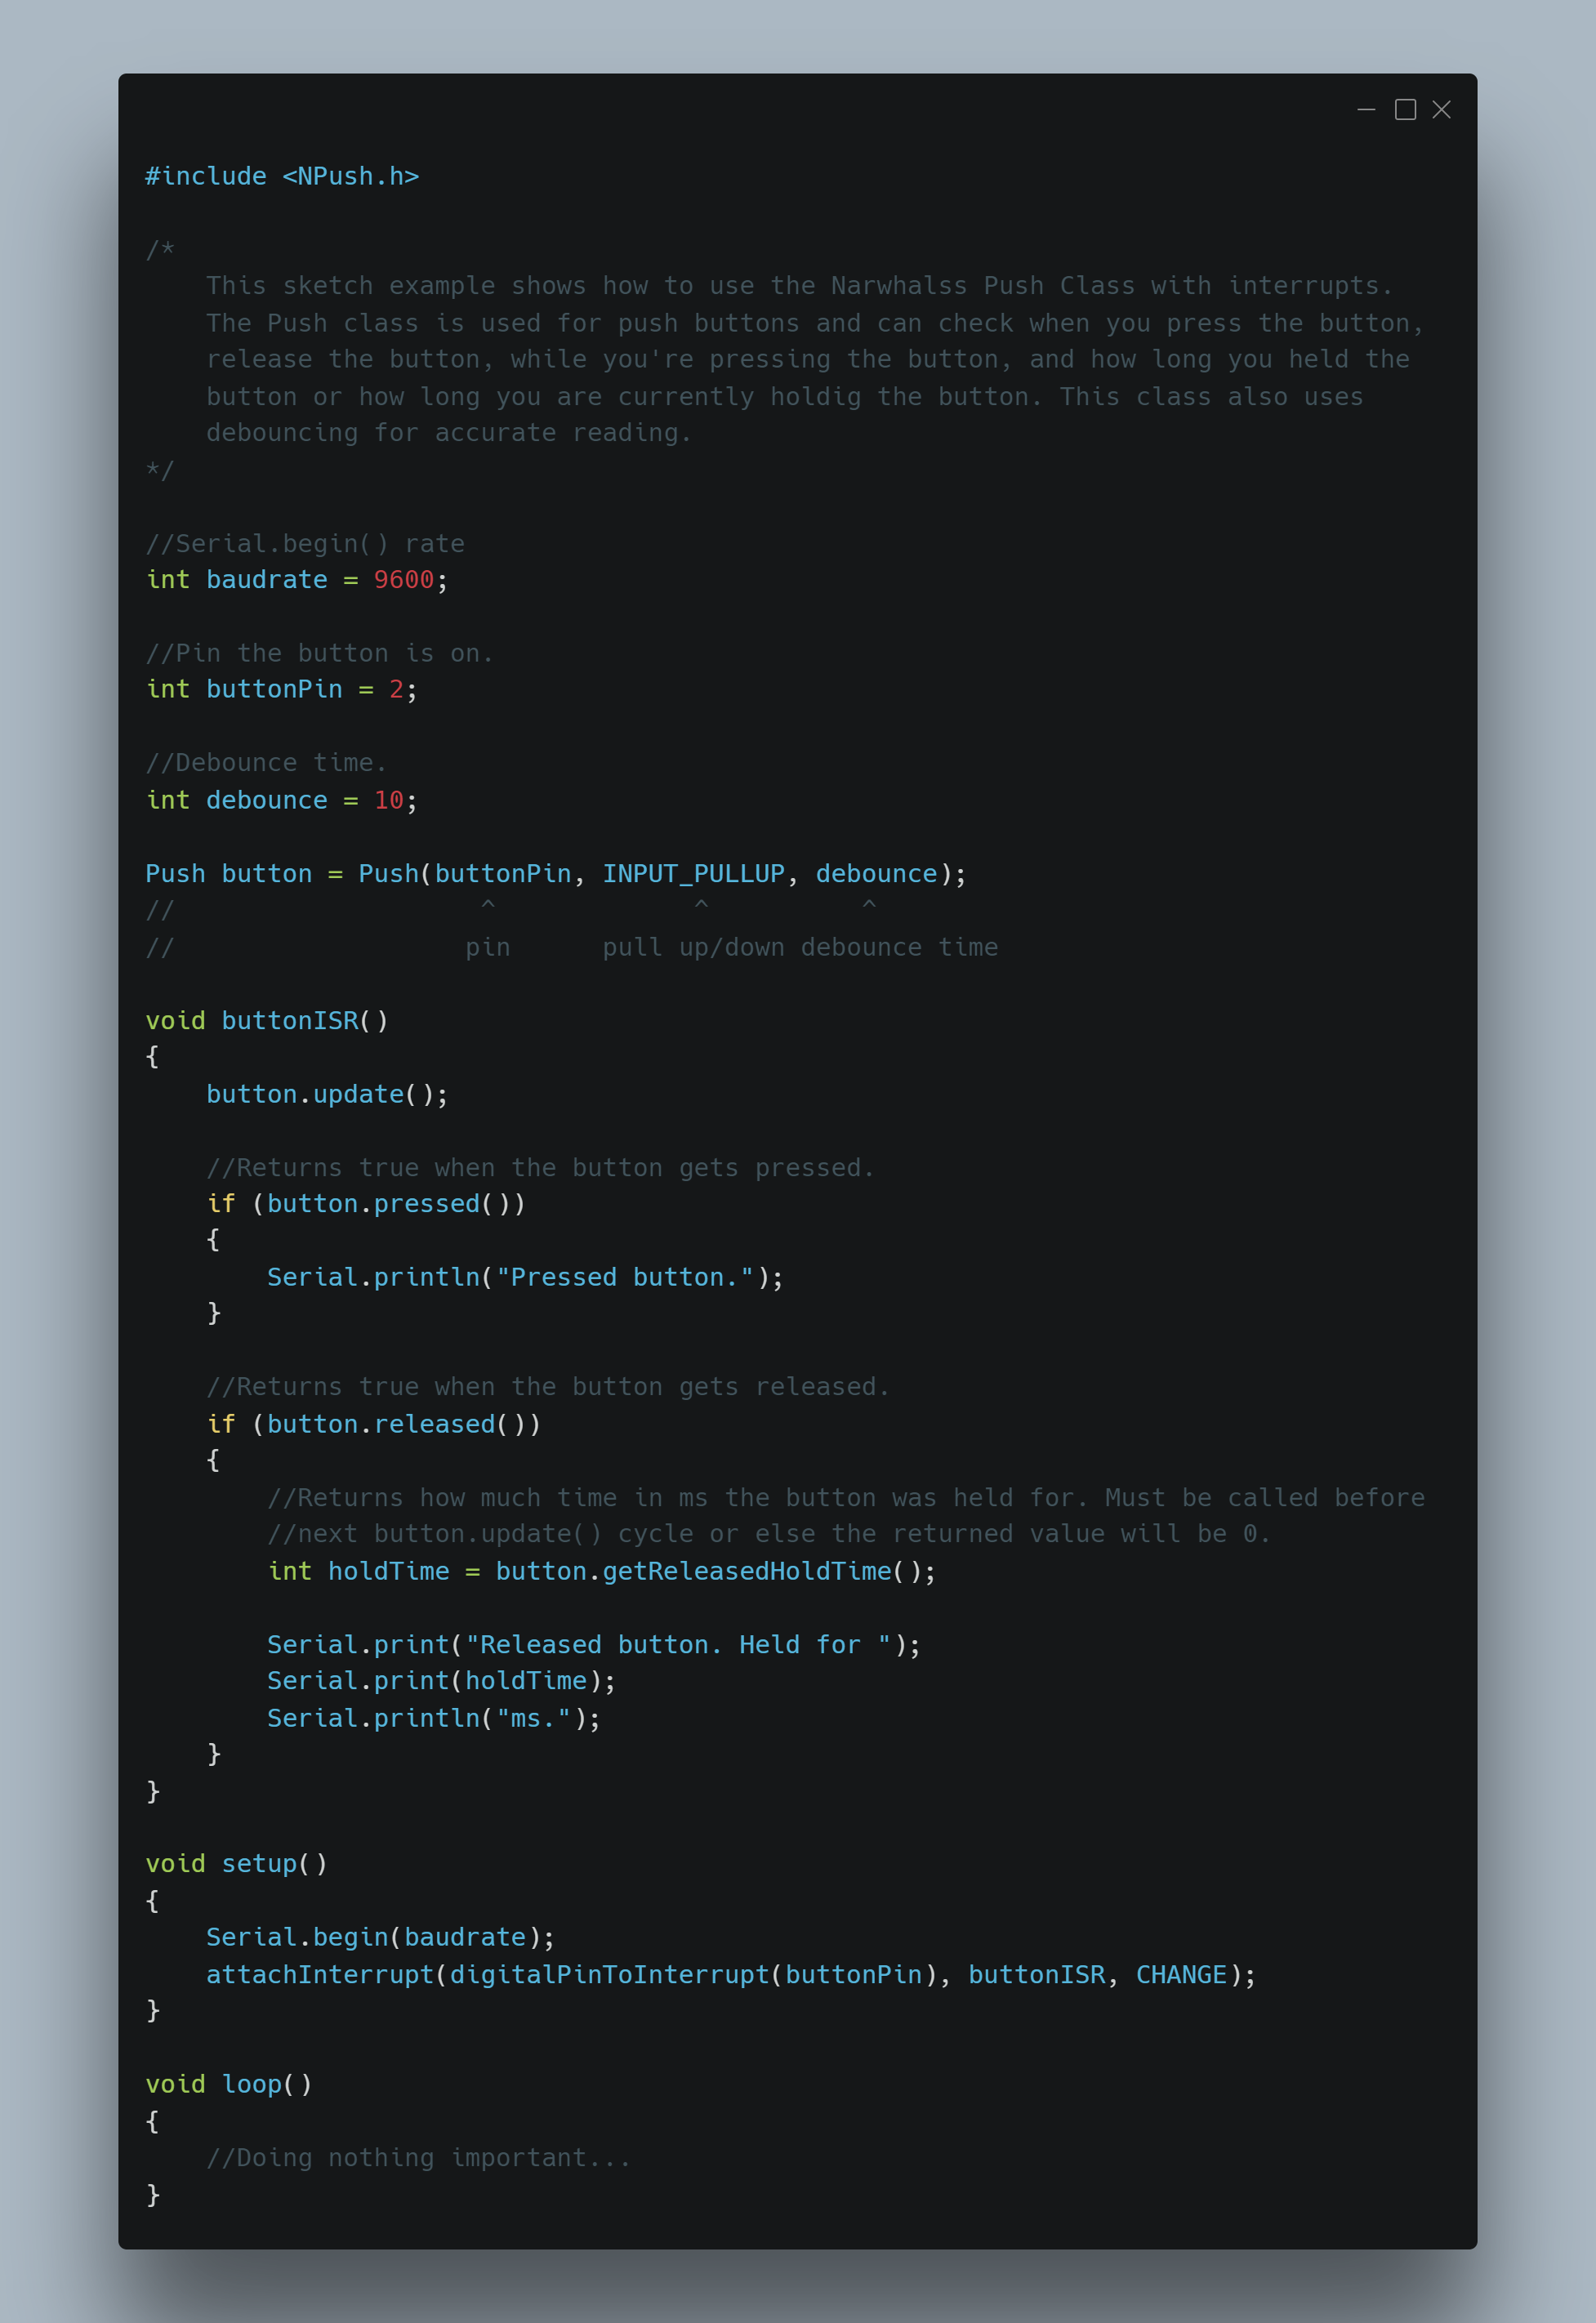 #include <NPush.h>

/*
    This sketch example shows how to use the Narwhalss Push Class with interrupts.
    The Push class is used for push buttons and can check when you press the button,
    release the button, while you're pressing the button, and how long you held the
    button or how long you are currently holdig the button. This class also uses
    debouncing for accurate reading.
*/

//Serial.begin() rate
int baudrate = 9600;

//Pin the button is on.
int buttonPin = 2;

//Debounce time.
int debounce = 10;

Push button = Push(buttonPin, INPUT_PULLUP, debounce);
//                    ^             ^          ^
//                   pin      pull up/down debounce time

void buttonISR()
{
    button.update();

    //Returns true when the button gets pressed.
    if (button.pressed())
    {
        Serial.println("Pressed button.");
    }

    //Returns true when the button gets released.
    if (button.released())
    {
        //Returns how much time in ms the button was held for. Must be called before
        //next button.update() cycle or else the returned value will be 0.
        int holdTime = button.getReleasedHoldTime();

        Serial.print("Released button. Held for ");
        Serial.print(holdTime);
        Serial.println("ms.");
    }
}

void setup()
{
    Serial.begin(baudrate);
    attachInterrupt(digitalPinToInterrupt(buttonPin), buttonISR, CHANGE);
}

void loop()
{
    //Doing nothing important...
}